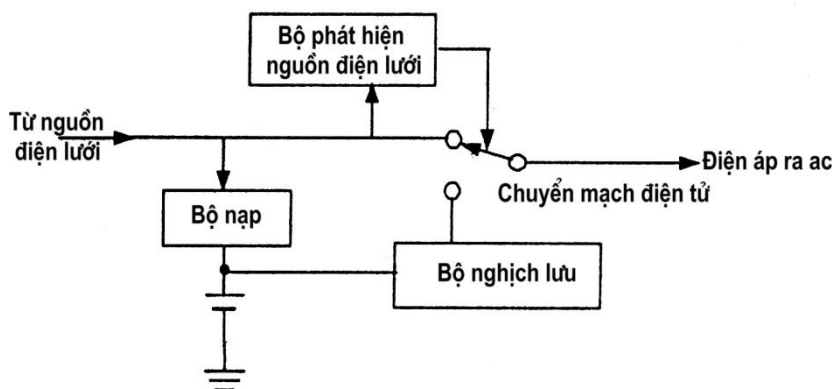 Bộ phát hiện
nguồn điện lưới
Từ nguồn
điện lưới
Điện áp ra ac
Chuyển mạch điện tử
Bộ nạp
Bộ nghịch lưu